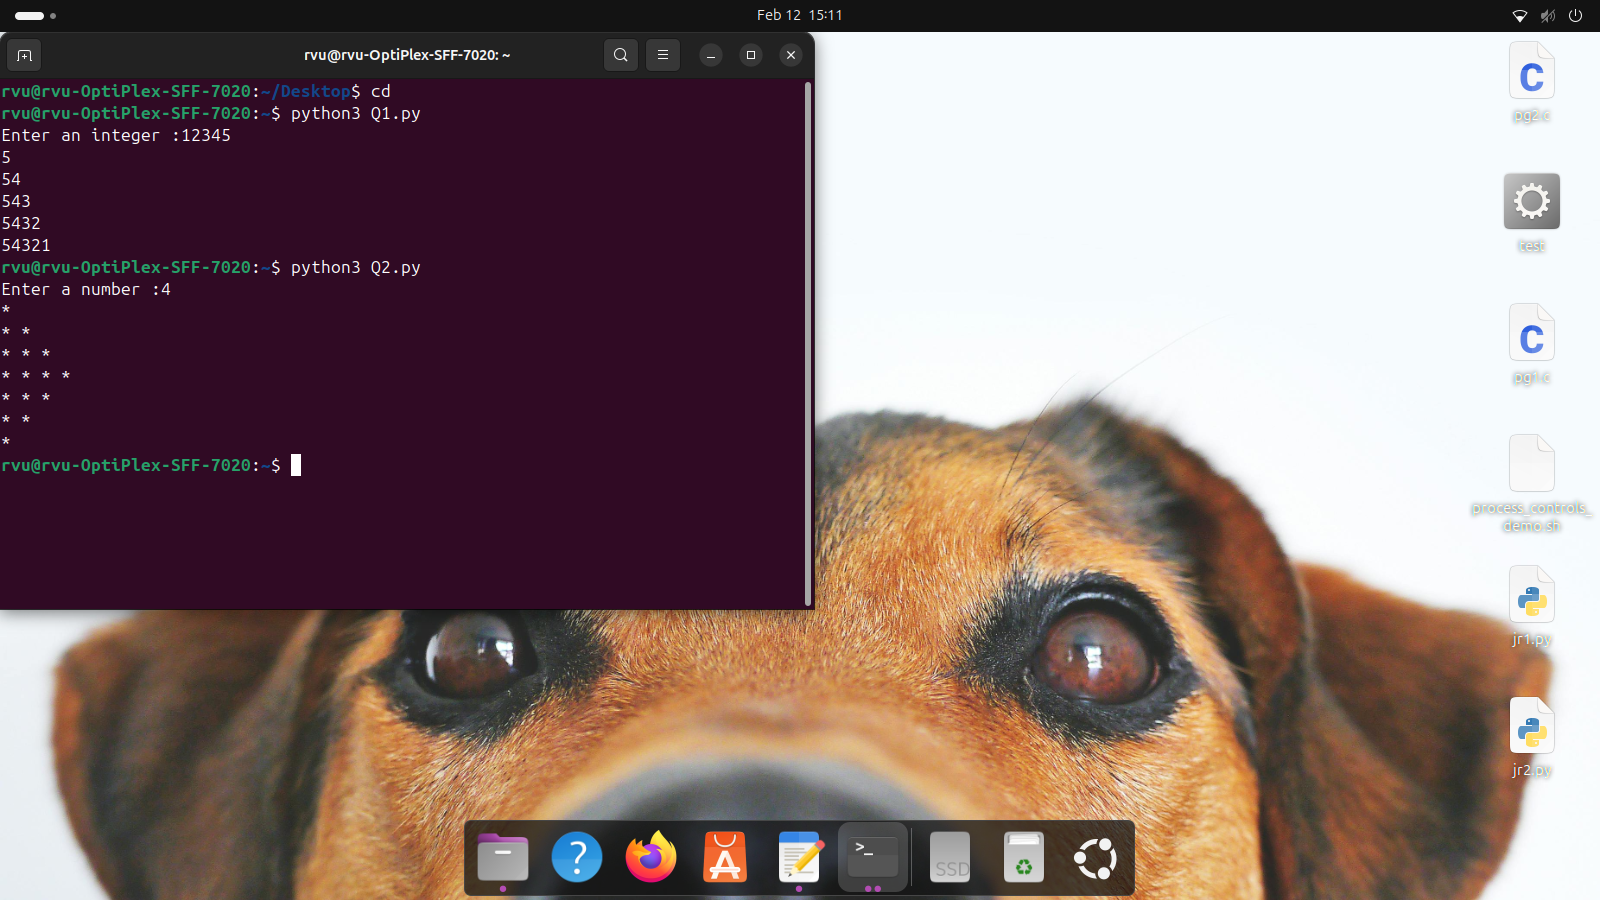 Feb 12 15:11
rvu@rvu-OptiPlex-SFF-7020: ~
rvu@rvu-OptiPlex-SFF-7020:~/Desktop$ cd
rvu@rvu-OptiPlex-SFF-7020:~$ python3 Q1.py
Enter an integer :12345
5
54
543
5432
54321
rvu@rvu-OptiPlex-SFF-7020:~$ python3 Q2.py
Enter a number :4
*
* *
* * *
* * * *
* * *
* *
*
rvu@rvu-OptiPlex-SFF-7020:~$
pg2.c
test
pg1.c
process_controls_
demo.sh
jr1.py
jr2.py
SSD